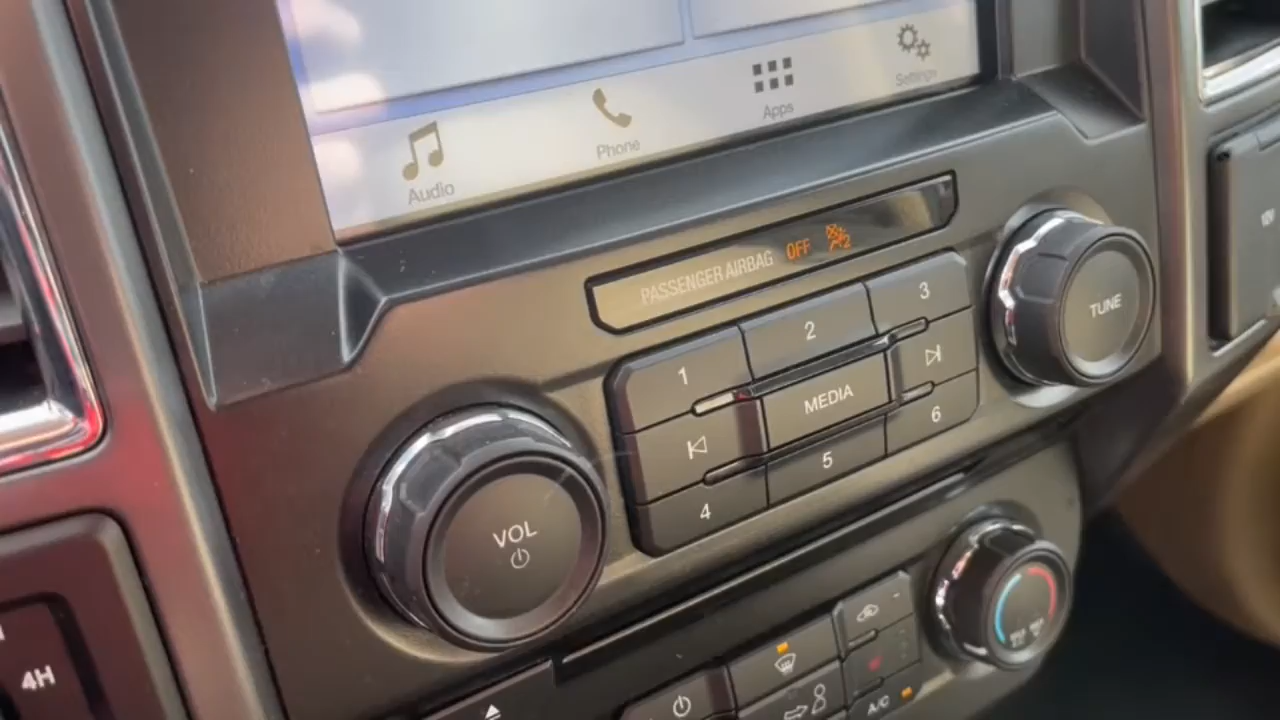 Audio
Phone
Apps
Settings
PASSENGER AIRBAG OFF
1
2
3
MEDIA
4
5
6
VOL
TUNE
4H
A/C